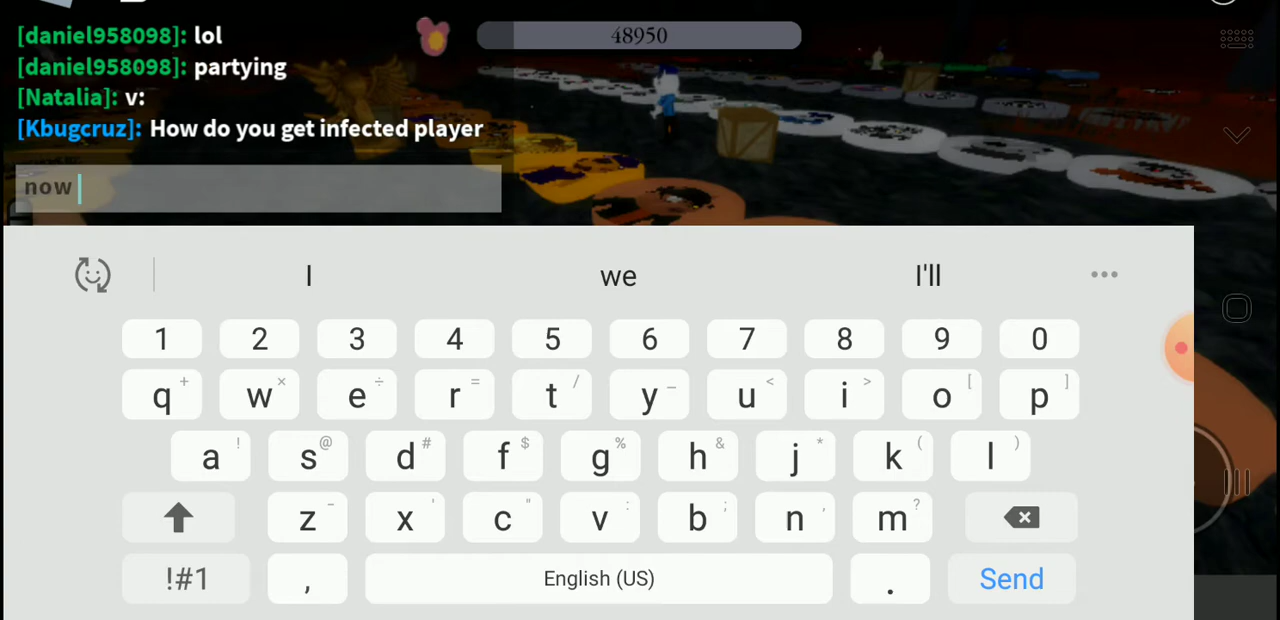 [daniel958098]: lol
48950
[daniel958098]: partying
[Natalia]: v:
[Kbugcruz]: How do you get infected player
now
I we I'll
1 2 3 4 5 6 7 8 9 0
q + w × e ÷ r = t / y _ u < i > o [ p ]
a ! s @ d # f $ g % h & j * k ( l )
z - x ' c " v : b ; n , m ?
!#1 , English (US) . Send